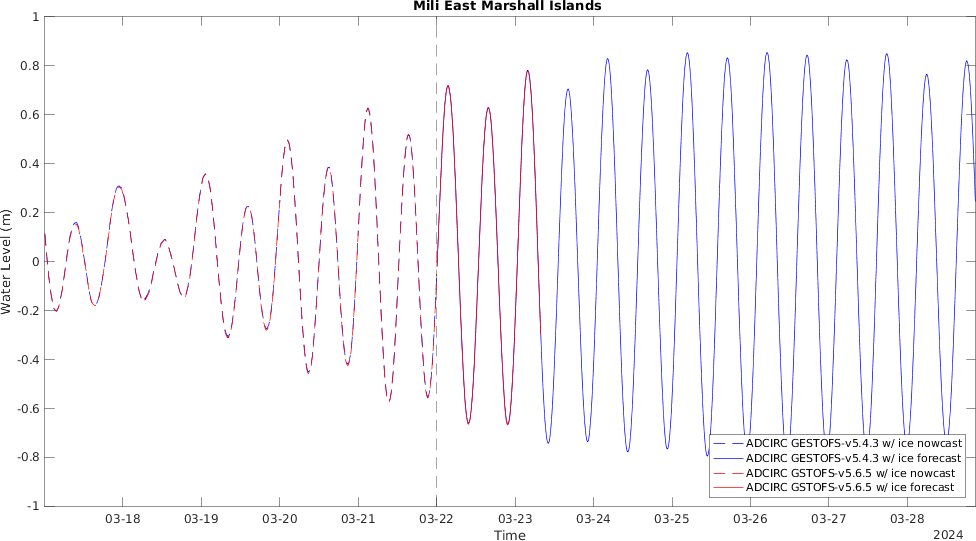 Mili East Marshall Islands
1
0.8
0.6
0.4
0.2
0
-0.2
-0.4
-0.6
-0.8
-1
Water Level (m)
ADCIRC GESTOFS-v5.4.3 w/ ice nowcast
ADCIRC GESTOFS-v5.4.3 w/ ice forecast
ADCIRC GSTOFS-v5.6.5 w/ ice nowcast
ADCIRC GSTOFS-v5.6.5 w/ ice forecast
03-18 03-19 03-20 03-21 03-22 03-23 03-24 03-25 03-26 03-27 03-28
Time
2024